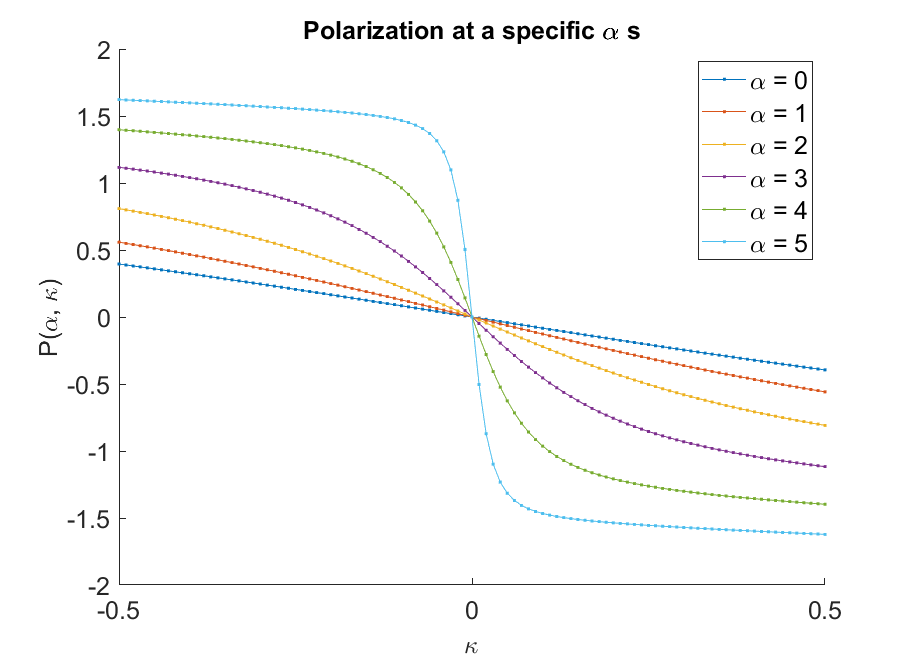 Polarization at a specific α s
α = 0
α = 1
α = 2
α = 3
α = 4
α = 5
P(α, κ)
2
1.5
1
0.5
0
-0.5
-1
-1.5
-2
-0.5 0 0.5
κ